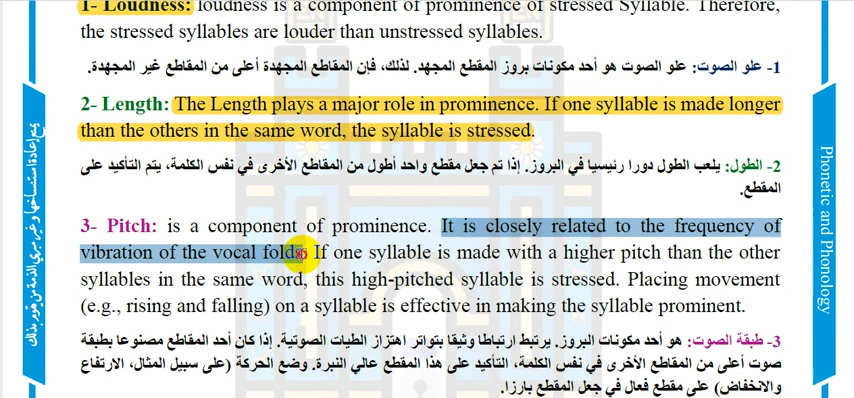 1- Loudness: loudness is a component of prominence of stressed Syllable. Therefore,
the stressed syllables are louder than unstressed syllables.
1- علو الصوت: علو الصوت هو أحد مكونات بروز المقطع المجهد. لذلك، فإن المقاطع المجهدة أعلى من المقاطع غير المجهدة.
2- Length: The Length plays a major role in prominence. If one syllable is made longer
than the others in the same word, the syllable is stressed.
2- الطول: يلعب الطول دورا رئيسيا في البروز. إذا تم جعل مقطع واحد أطول من المقاطع الأخرى في نفس الكلمة، يتم التأكيد على
المقطع.
3- Pitch: is a component of prominence. It is closely related to the frequency of
vibration of the vocal folds. If one syllable is made with a higher pitch than the other
syllables in the same word, this high-pitched syllable is stressed. Placing movement
(e.g., rising and falling) on a syllable is effective in making the syllable prominent.
3- طبقة الصوت: هو أحد مكونات البروز. يرتبط ارتباطا وثيقا بتواتر اهتزاز الطيات الصوتية. إذا كان أحد المقاطع مصنوعا بطبقة
صوت أعلى من المقاطع الأخرى في نفس الكلمة، التأكيد على هذا المقطع عالي النبرة. وضع الحركة (على سبيل المثال، الارتفاع
والانخفاض) على مقطع فعال في جعل المقطع بارزا.
Phonetic and Phonology
يمنع إعادة استنساخها وغير مبري الذمة من يقوم بذلك